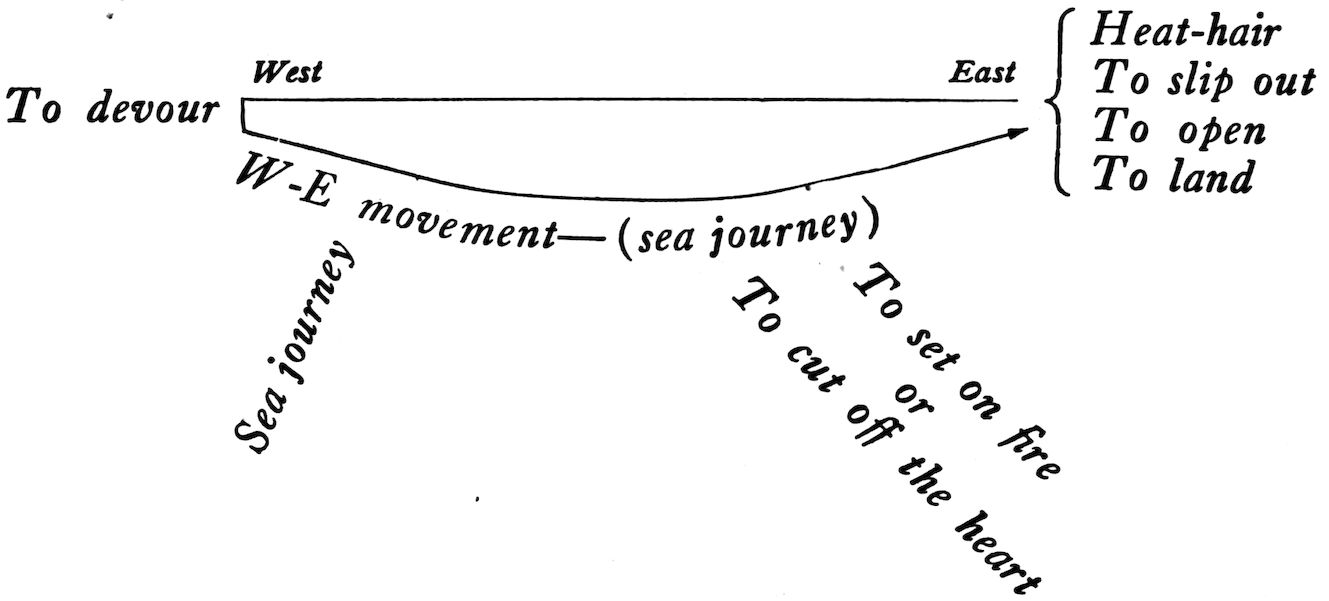 West
East
To devour
Heat-hair
To slip out
To open
To land
W-E movement—(sea journey)
Sea journey
To set on fire
or
To cut off the heart